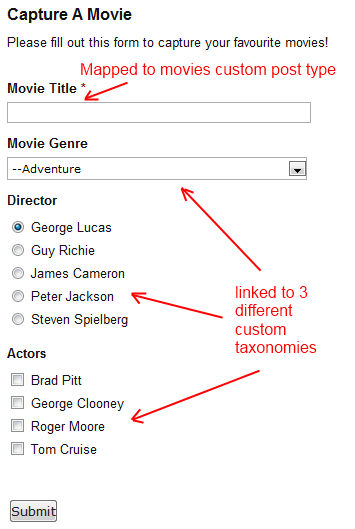 Capture A Movie
Please fill out this form to capture your favourite movies!
Mapped to movies custom post type
Movie Title *
Movie Genre
--Adventure
Director
George Lucas
Guy Richie
James Cameron
Peter Jackson
Steven Spielberg
linked to 3
different
custom
taxonomies
Actors
Brad Pitt
George Clooney
Roger Moore
Tom Cruise
Submit